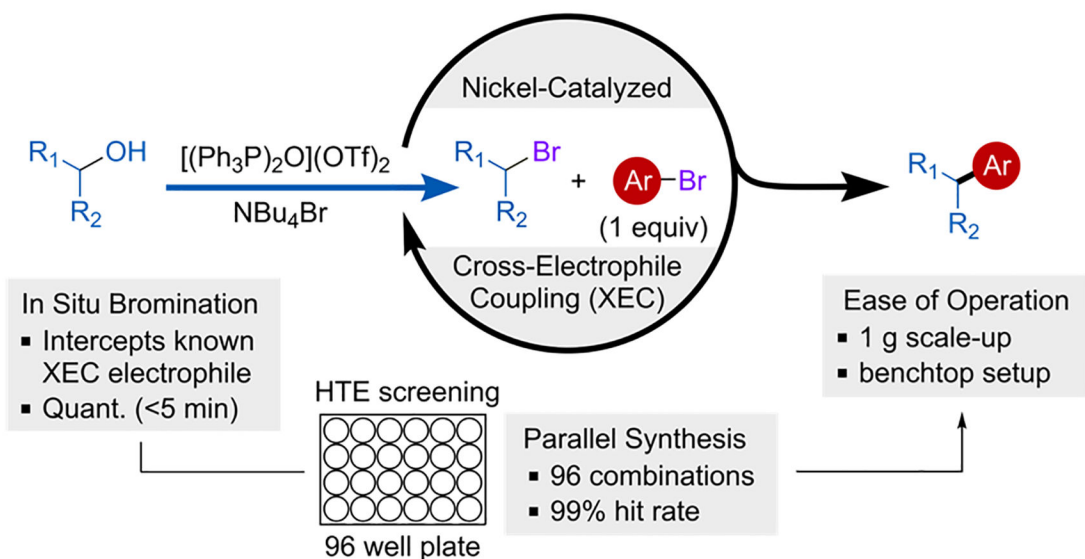 Nickel-Catalyzed
R1 OH
R2
[(Ph3P)2O](OTf)2
NBu4Br
R1 Br
R2
+
Ar Br
(1 equiv)
Cross-Electrophile
Coupling (XEC)
R1 Ar
R2
In Situ Bromination
▪ Intercepts known
XEC electrophile
▪ Quant. (<5 min)
HTE screening
96 well plate
Parallel Synthesis
▪ 96 combinations
▪ 99% hit rate
Ease of Operation
▪ 1 g scale-up
▪ benchtop setup